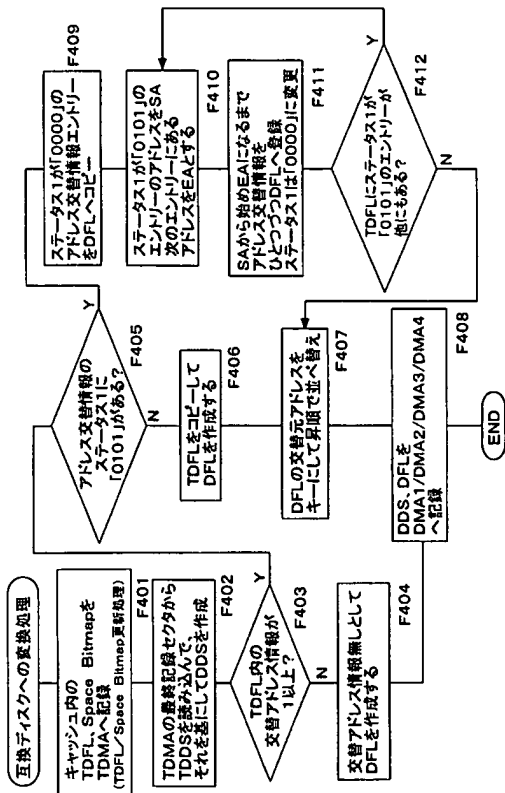 互換ディスクへの変換処理
キャッシュ内の
TDFL、Space Bitmapを
TDMAへ記録
(TDFL/Space Bitmap更新処理)
F401
TDMAの最終記録セクタから
TDDSを読み込んで、
それを基にしてDDSを作成
F402
TDFL内の
交替アドレス情報が
1以上?
F403
Y
N
交替アドレス情報無しとして
DFLを作成する
F404
アドレス交替情報の
ステータス1に
「0101」がある?
F405
Y
N
TDFLをコピーして
DFLを作成する
F406
DFLの交替元アドレスを
キーにして昇順で並べ替え
F407
DDS、DFLを
DMA1/DMA2/DMA3/DMA4
へ記録
F408
END
ステータス1が「0000」の
アドレス交替情報エントリー
をDFLへコピー
F409
ステータス1が「0101」の
エントリーのアドレスをSA
次のエントリーにある
アドレスをEAとする
F410
SAから始めEAになるまで
アドレス交替情報を
ひとつづつDFLへ登録
ステータス1は「0000」に変更
F411
TDFLにステータス1が
「0101」のエントリーが
他にもある?
F412
Y
N